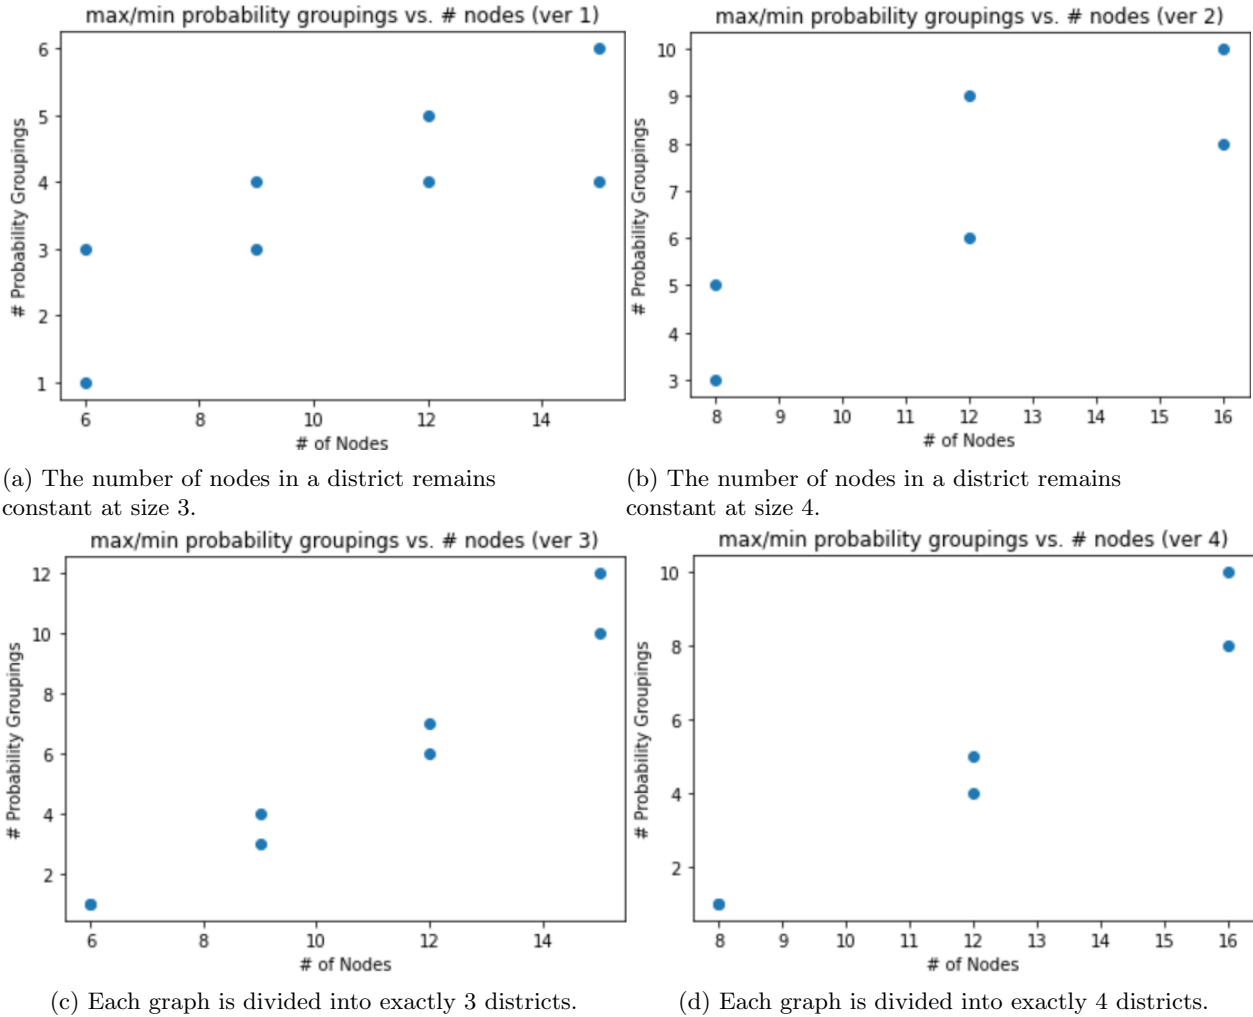 max/min probability groupings vs. # nodes (ver 1)
# Probability Groupings
6
5
4
3
2
1
6
8
10
12
14
# of Nodes
(a) The number of nodes in a district remains
constant at size 3.
max/min probability groupings vs. # nodes (ver 2)
# Probability Groupings
10
9
8
7
6
5
4
3
8
9
10
11
12
13
14
15
16
# of Nodes
(b) The number of nodes in a district remains
constant at size 4.
max/min probability groupings vs. # nodes (ver 3)
# Probability Groupings
12
10
8
6
4
2
6
8
10
12
14
# of Nodes
(c) Each graph is divided into exactly 3 districts.
max/min probability groupings vs. # nodes (ver 4)
# Probability Groupings
10
8
6
4
2
8
9
10
11
12
13
14
15
16
# of Nodes
(d) Each graph is divided into exactly 4 districts.